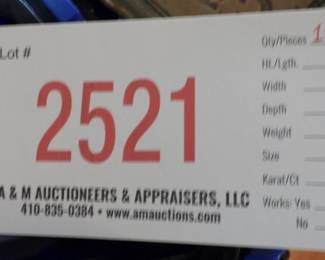 Lot #
2521
A & M AUCTIONEERS & APPRAISERS, LLC
410-835-0384 • www.amauctions.com
Qty/Pieces 1
Ht./Lgth.
Width
Depth
Weight
Size
Karat/Ct
Works: Yes
No